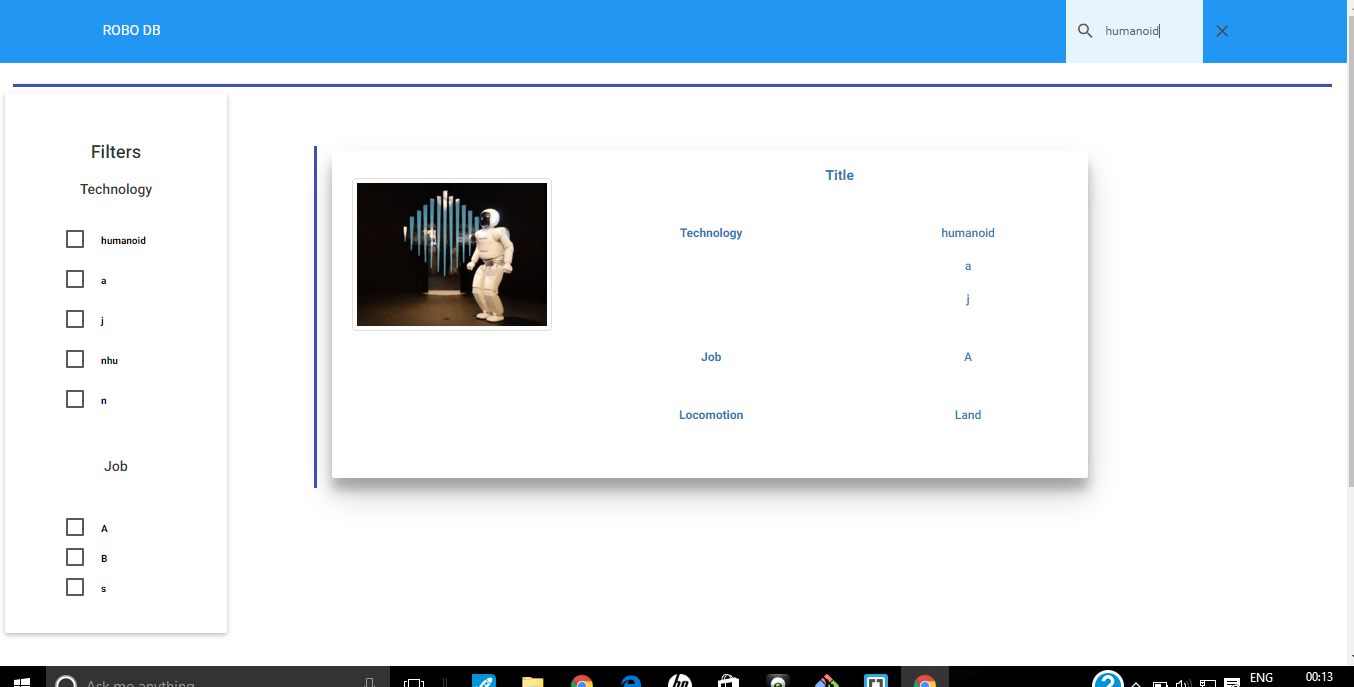 ROBO DB
humanoid
Filters
Technology
humanoid
a
j
nhu
n
Job
A
B
s
Title
Technology
humanoid
a
j
Job
A
Locomotion
Land
Ask me anything
hp
ENG
00:13